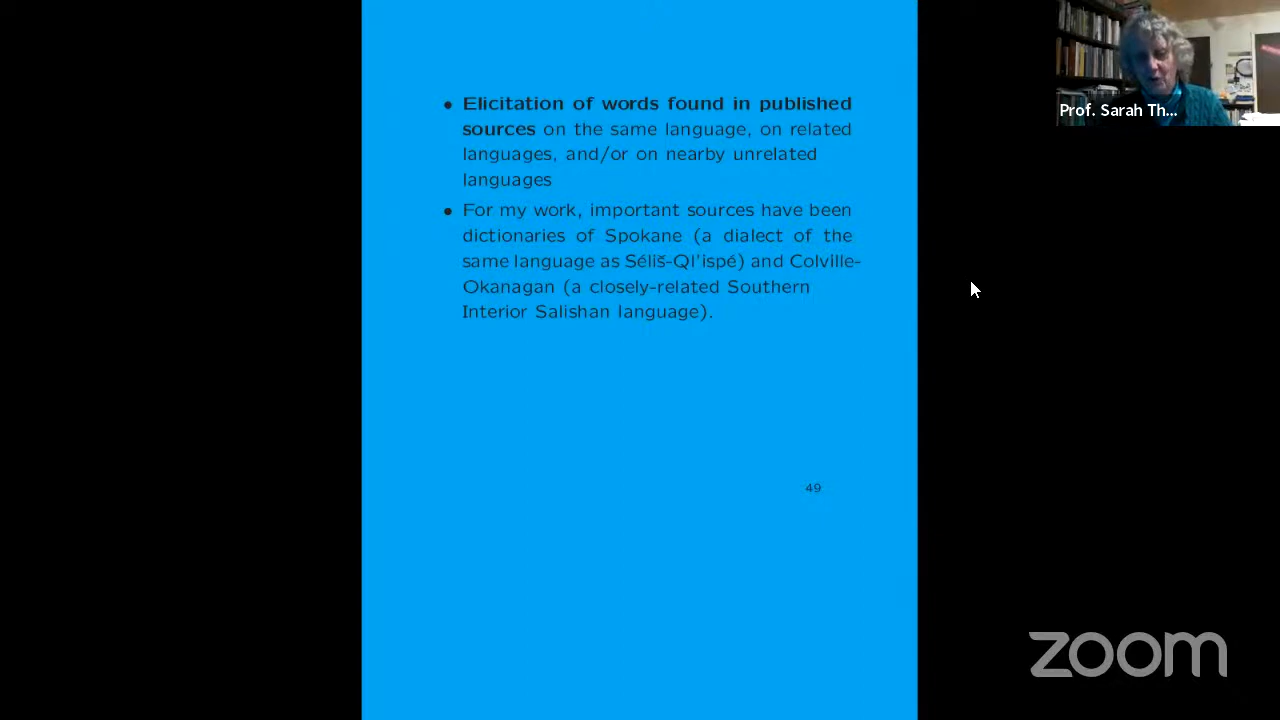 • Elicitation of words found in published
sources on the same language, on related
languages, and/or on nearby unrelated
languages
• For my work, important sources have been
dictionaries of Spokane (a dialect of the
same language as Séliš-Ql'ispé) and Colville-
Okanagan (a closely-related Southern
Interior Salishan language).
49
Prof. Sarah Th...
zoom